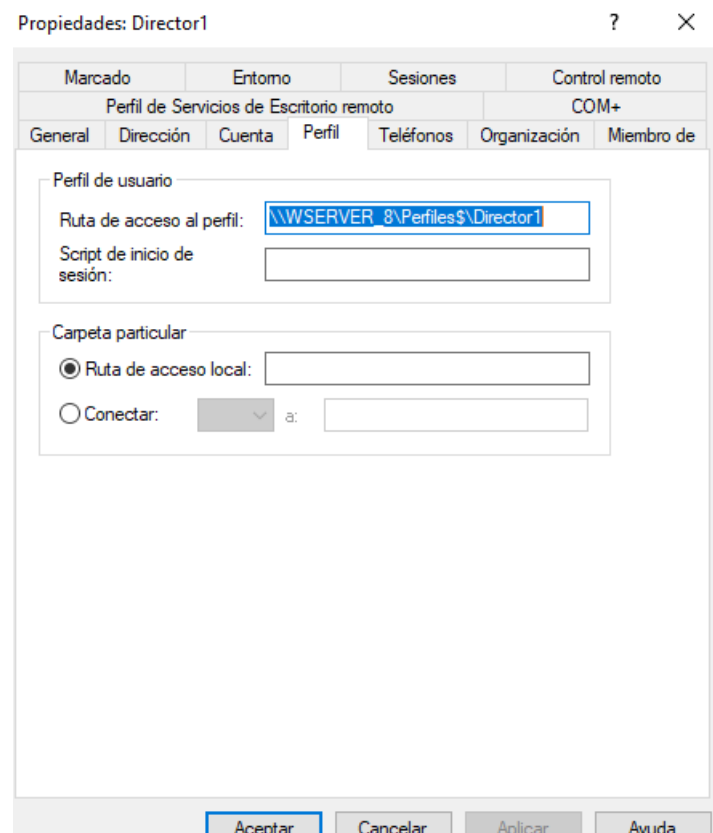 Propiedades: Director1 ? ×
Marcado Entorno Sesiones Control remoto
Perfil de Servicios de Escritorio remoto COM+
General Dirección Cuenta Perfil Teléfonos Organización Miembro de
Perfil de usuario
Ruta de acceso al perfil: \\WSERVER_8\Perfiles$\Director1
Script de inicio de
sesión:
Carpeta particular
Ruta de acceso local:
Conectar: a:
Aceptar Cancelar Aplicar Ayuda